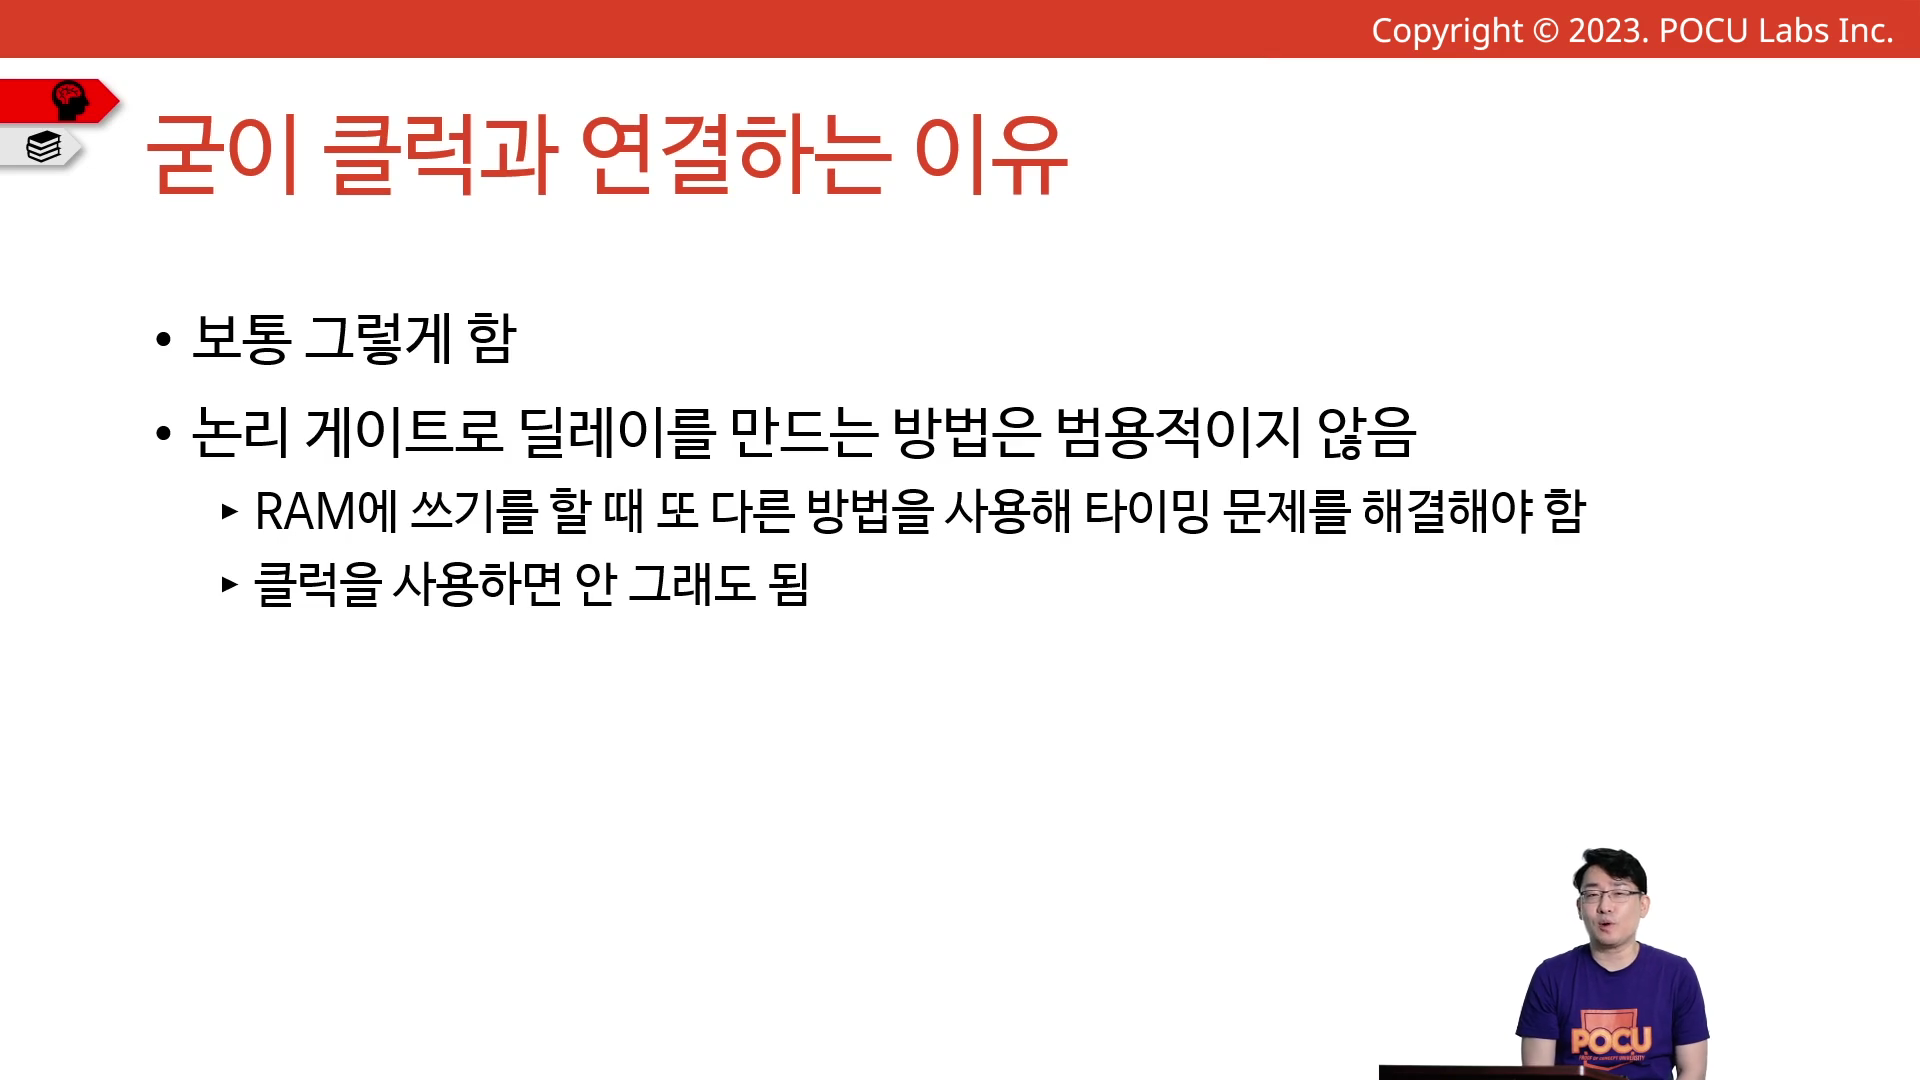 Copyright © 2023. POCU Labs Inc.
굳이 클럭과 연결하는 이유
• 보통 그렇게 함
• 논리 게이트로 딜레이를 만드는 방법은 범용적이지 않음
▸ RAM에 쓰기를 할 때 또 다른 방법을 사용해 타이밍 문제를 해결해야 함
▸ 클럭을 사용하면 안 그래도 됨
POCU